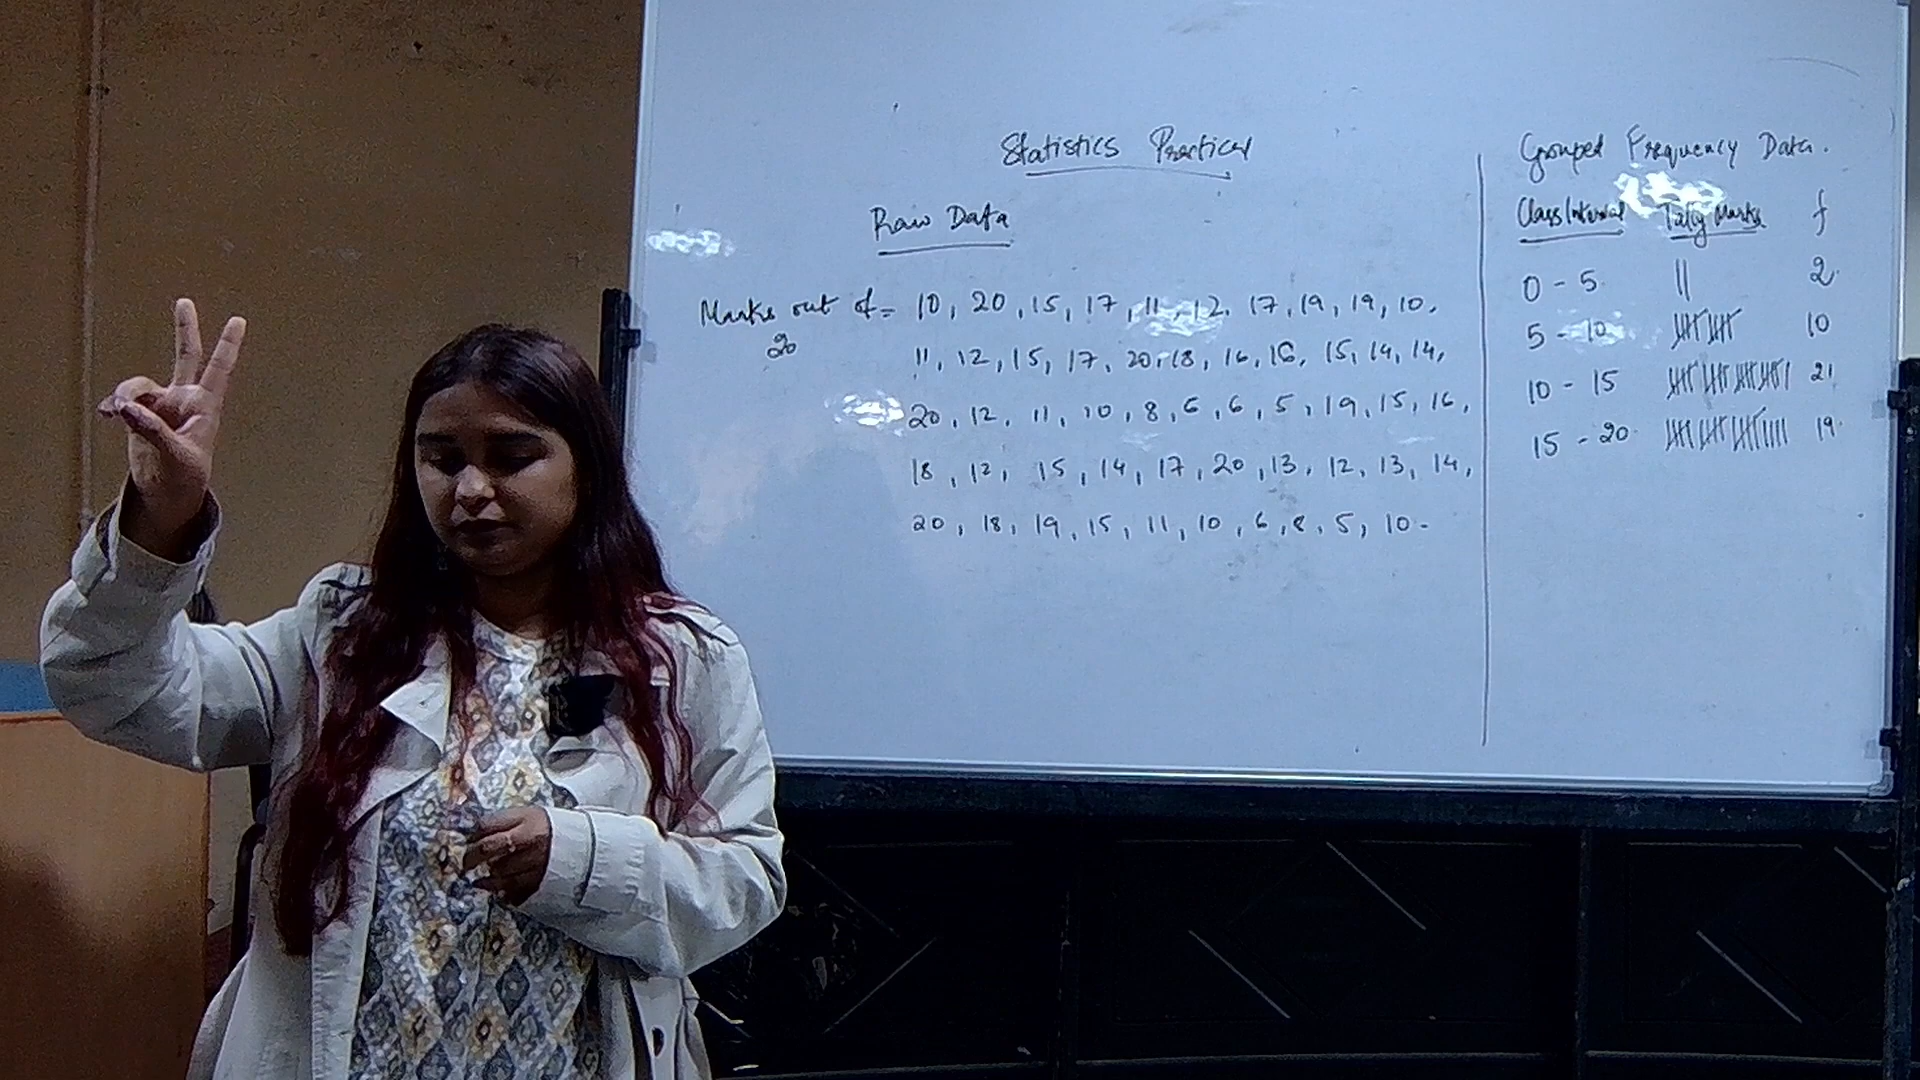 Statistics Practical
Raw Data
Marks out of = 10, 20, 15, 17, 11, 12, 17, 19, 19, 10,
20
11, 12, 15, 17, 20, 18, 16, 16, 15, 14, 14,
20, 12, 11, 10, 8, 6, 6, 5, 19, 15, 16,
18, 12, 15, 14, 17, 20, 13, 12, 13, 14,
20, 18, 19, 15, 11, 10, 6, 8, 5, 10.
Grouped Frequency Data.
Class Interval Tally Marks f
0 - 5 || 2
5 - 10 10
10 - 15 21
15 - 20 19